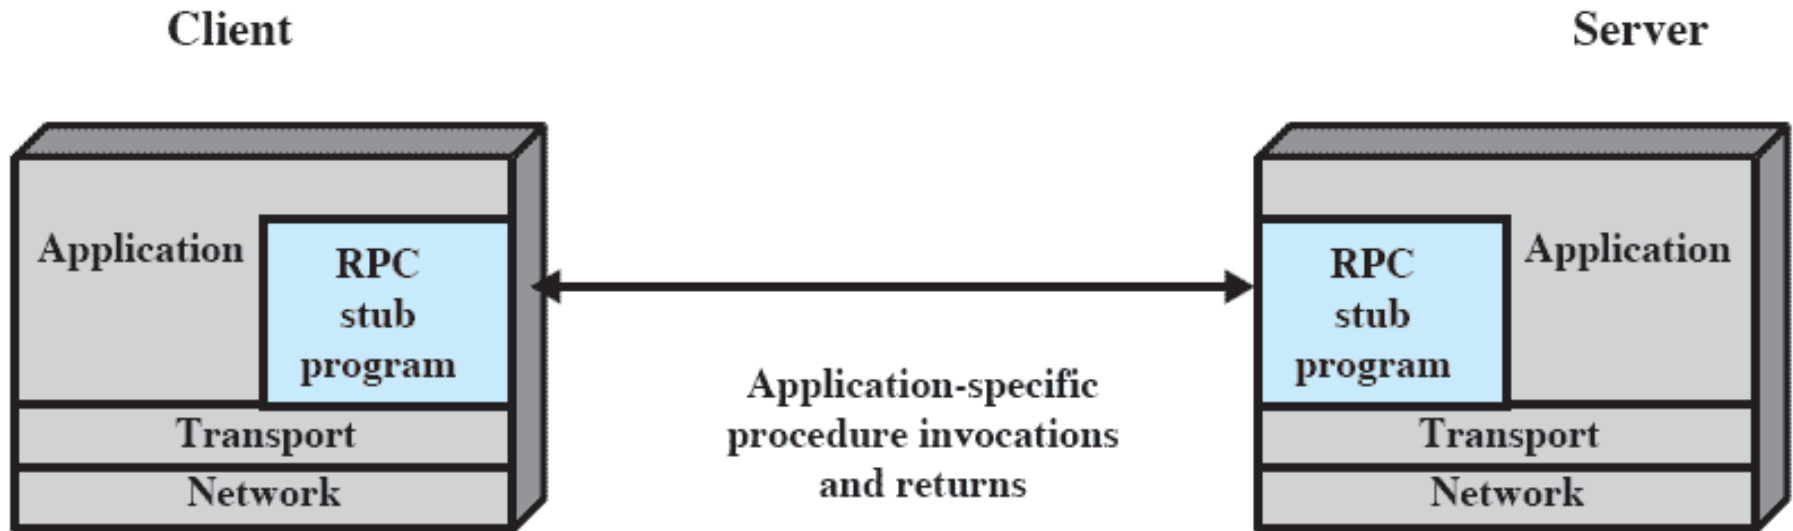 Client
Server
Application
RPC
stub
program
Transport
Network
Application-specific
procedure invocations
and returns
RPC
stub
program
Application
Transport
Network